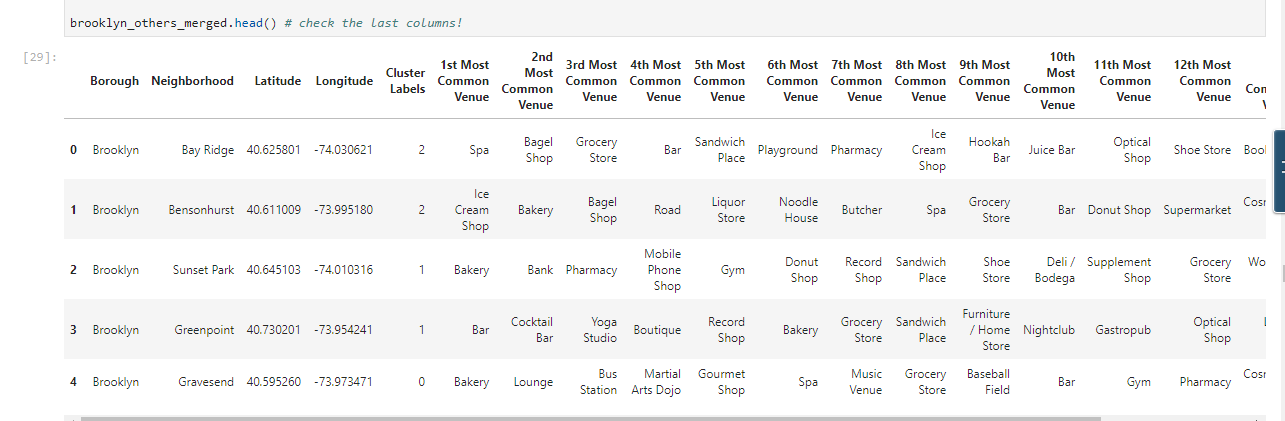 brooklyn_others_merged.head() # check the last columns!
[29]:
Borough Neighborhood Latitude Longitude Cluster Labels 1st Most Common Venue 2nd Most Common Venue 3rd Most Common Venue 4th Most Common Venue 5th Most Common Venue 6th Most Common Venue 7th Most Common Venue 8th Most Common Venue 9th Most Common Venue 10th Most Common Venue 11th Most Common Venue 12th Most Common Venue
0 Brooklyn Bay Ridge 40.625801 -74.030621 2 Spa Bagel Shop Grocery Store Bar Sandwich Place Playground Pharmacy Ice Cream Shop Hookah Bar Juice Bar Optical Shop Shoe Store
1 Brooklyn Bensonhurst 40.611009 -73.995180 2 Ice Cream Shop Bakery Bagel Shop Road Liquor Store Noodle House Butcher Spa Grocery Store Bar Donut Shop Supermarket
2 Brooklyn Sunset Park 40.645103 -74.010316 1 Bakery Bank Pharmacy Mobile Phone Shop Gym Donut Shop Record Shop Sandwich Place Shoe Store Deli / Bodega Supplement Shop Grocery Store
3 Brooklyn Greenpoint 40.730201 -73.954241 1 Bar Cocktail Bar Yoga Studio Boutique Record Shop Bakery Grocery Store Sandwich Place Furniture / Home Store Nightclub Gastropub Optical Shop
4 Brooklyn Gravesend 40.595260 -73.973471 0 Bakery Lounge Bus Station Martial Arts Dojo Gourmet Shop Spa Music Venue Grocery Store Baseball Field Bar Gym Pharmacy